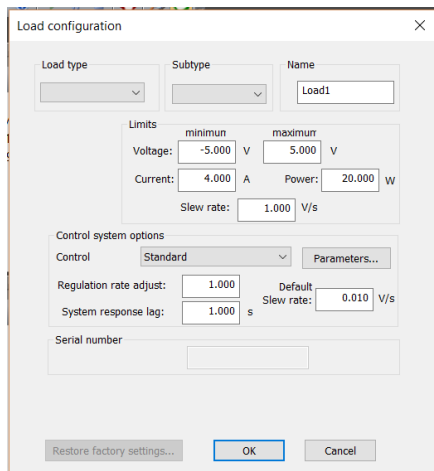 Load configuration
Load type
Subtype
Name
Load1
Limits
minimum maximum
Voltage: -5.000 V 5.000 V
Current: 4.000 A Power: 20.000 W
Slew rate: 1.000 V/s
Control system options
Control Standard Parameters...
Regulation rate adjust: 1.000
Default
Slew rate: 0.010 V/s
System response lag: 1.000 s
Serial number
Restore factory settings... OK Cancel